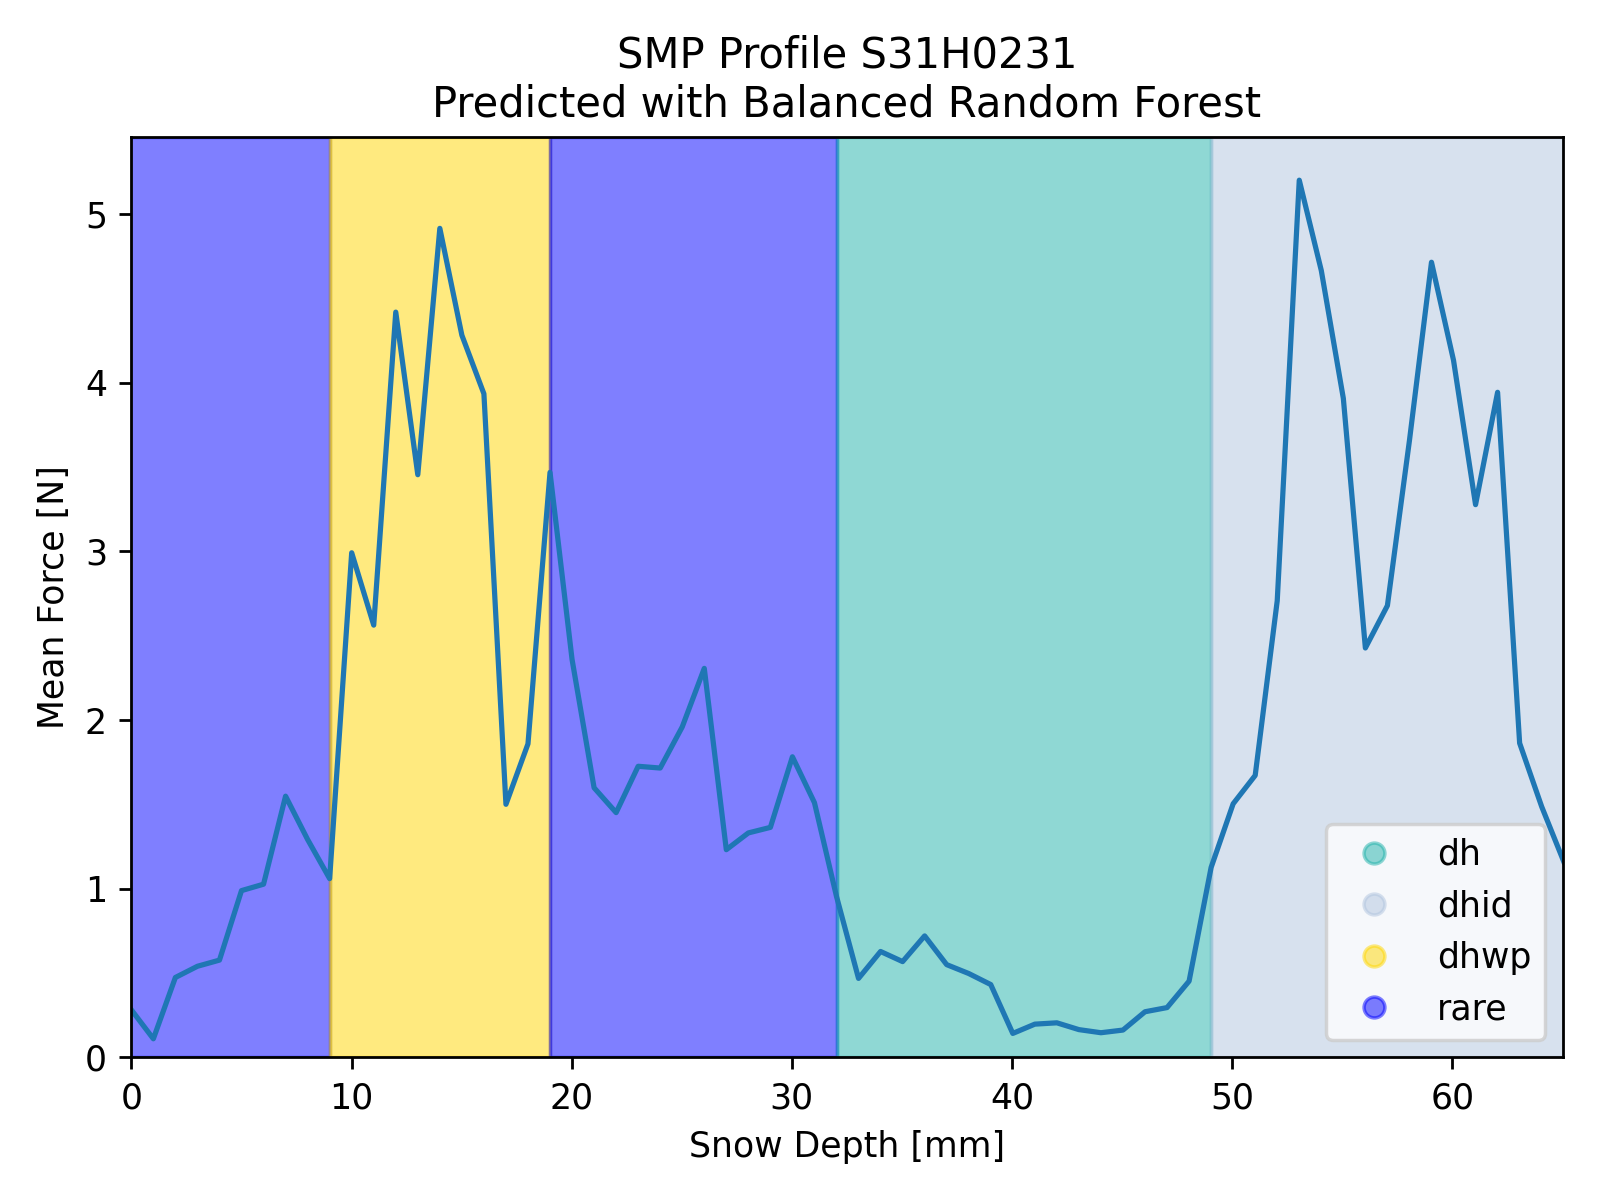 SMP Profile S31H0231
Predicted with Balanced Random Forest
Mean Force [N]
5
4
3
2
1
0
0 10 20 30 40 50 60
Snow Depth [mm]
dh
dhid
dhwp
rare